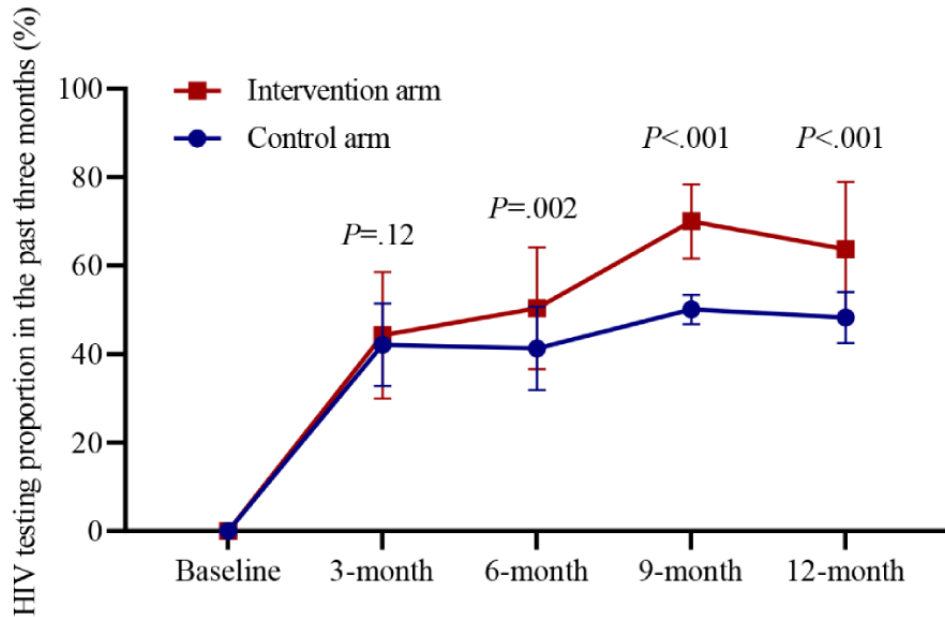 HIV testing proportion in the past three months (%)
100
80
60
40
20
0
Intervention arm
Control arm
P=.12
P=.002
P<.001
P<.001
Baseline
3-month
6-month
9-month
12-month